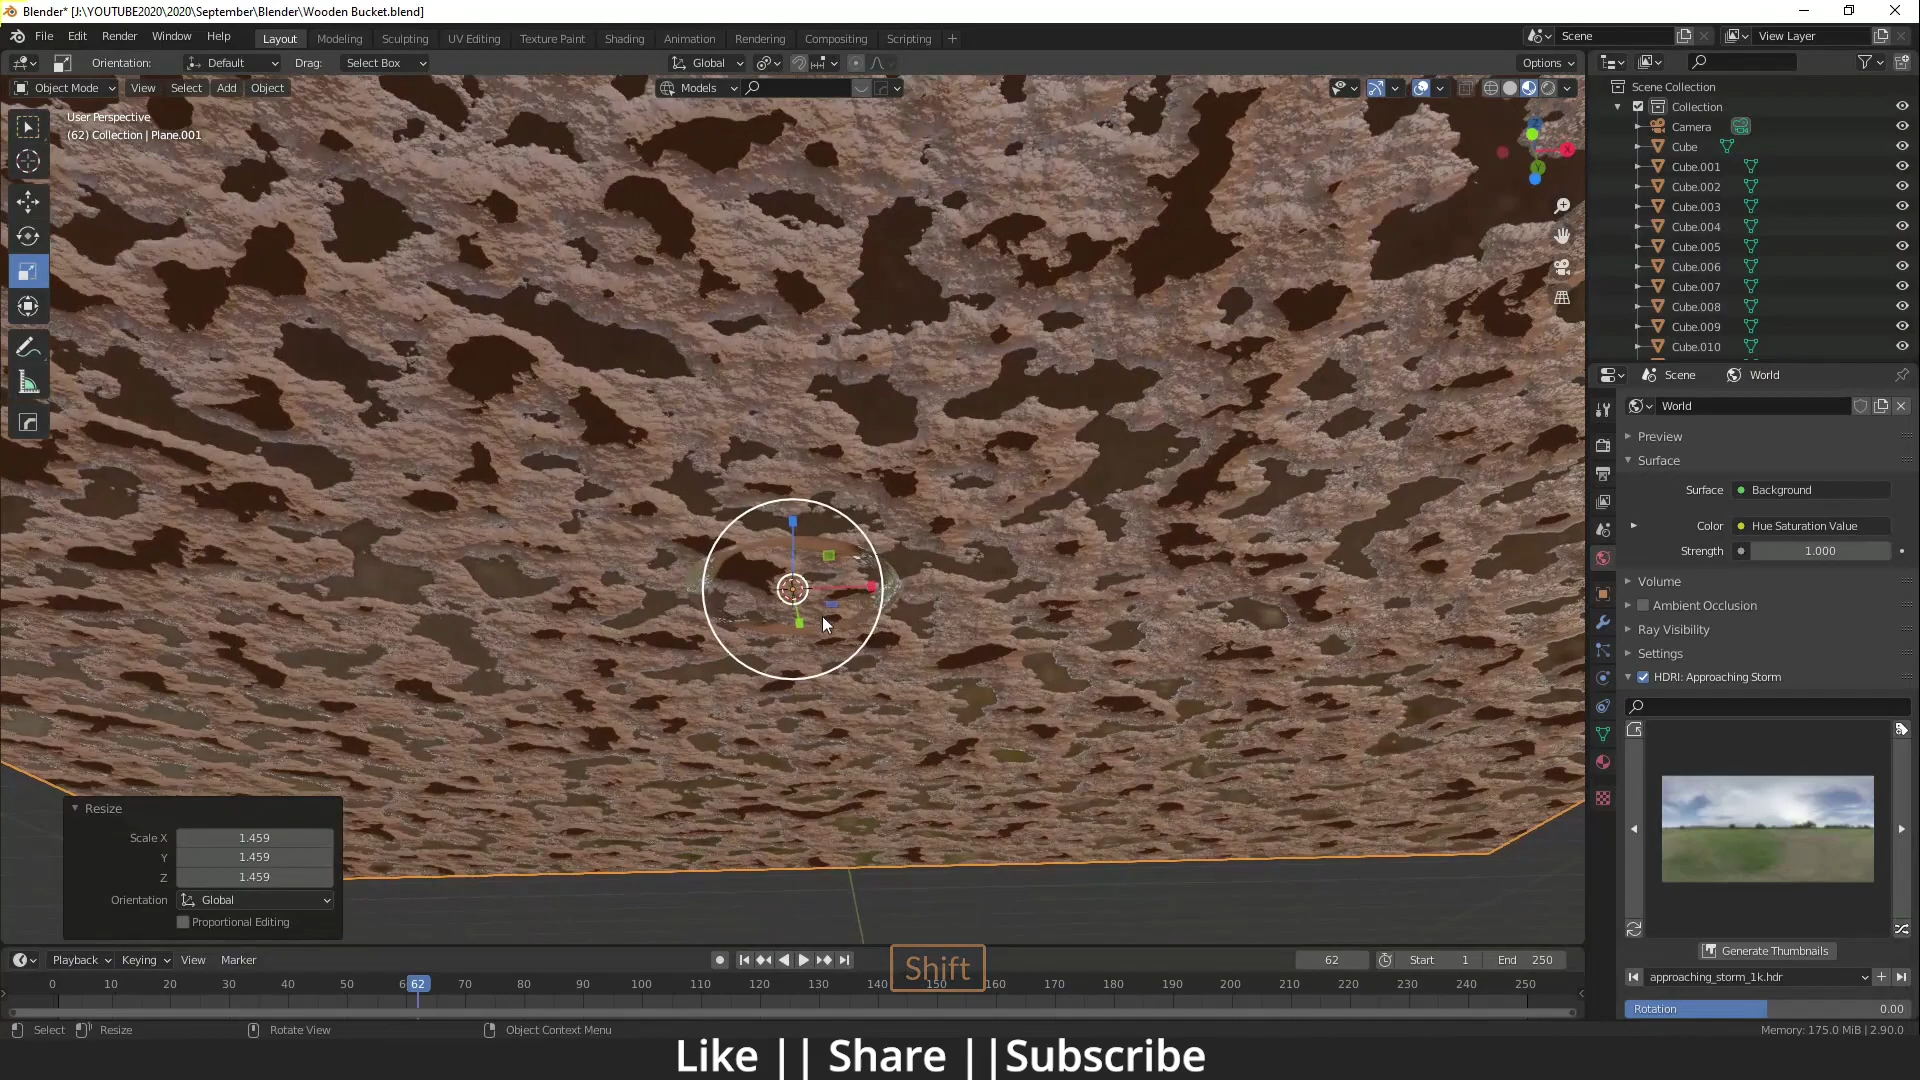 Blender* [J:\YOUTUBE2020\2020\September\Blender\Wooden Bucket.blend]
File Edit Render Window Help
Layout Modeling Sculpting UV Editing Texture Paint Shading Animation Rendering Compositing Scripting +
Scene
View Layer
Orientation: Default Drag: Select Box
Global
Options
Object Mode View Select Add Object
Models
User Perspective
(62) Collection | Plane.001
Scene Collection
Collection
Camera
Cube
Cube.001
Cube.002
Cube.003
Cube.004
Cube.005
Cube.006
Cube.007
Cube.008
Cube.009
Cube.010
Scene World
World
Preview
Surface
Surface Background
Color Hue Saturation Value
Strength 1.000
Volume
Ambient Occlusion
Ray Visibility
Settings
HDRI: Approaching Storm
Generate Thumbnails
approaching_storm_1k.hdr
Rotation 0.00
Resize
Scale X 1.459
Y 1.459
Z 1.459
Orientation Global
Proportional Editing
Playback Keying View Marker
62 Start 1 End 250
Shift
0 10 20 30 40 50 6 62 70 80 90 100 110 120 130 140 150 160 170 180 190 200 210 220 230 240 250
Select Resize Rotate View Object Context Menu
Memory: 175.0 MiB | 2.90.0
Like || Share ||Subscribe